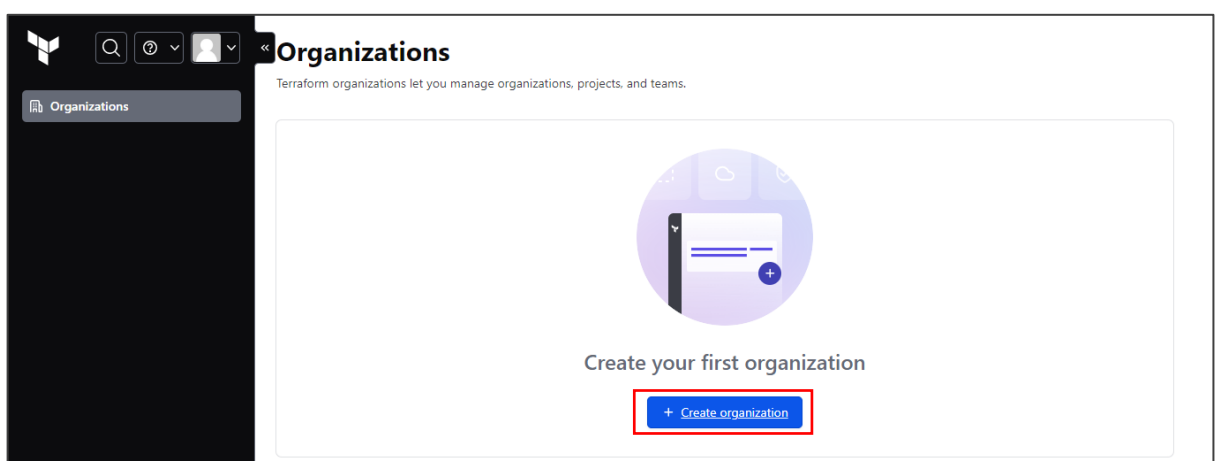 Organizations
Organizations
Terraform organizations let you manage organizations, projects, and teams.
Create your first organization
+ Create organization